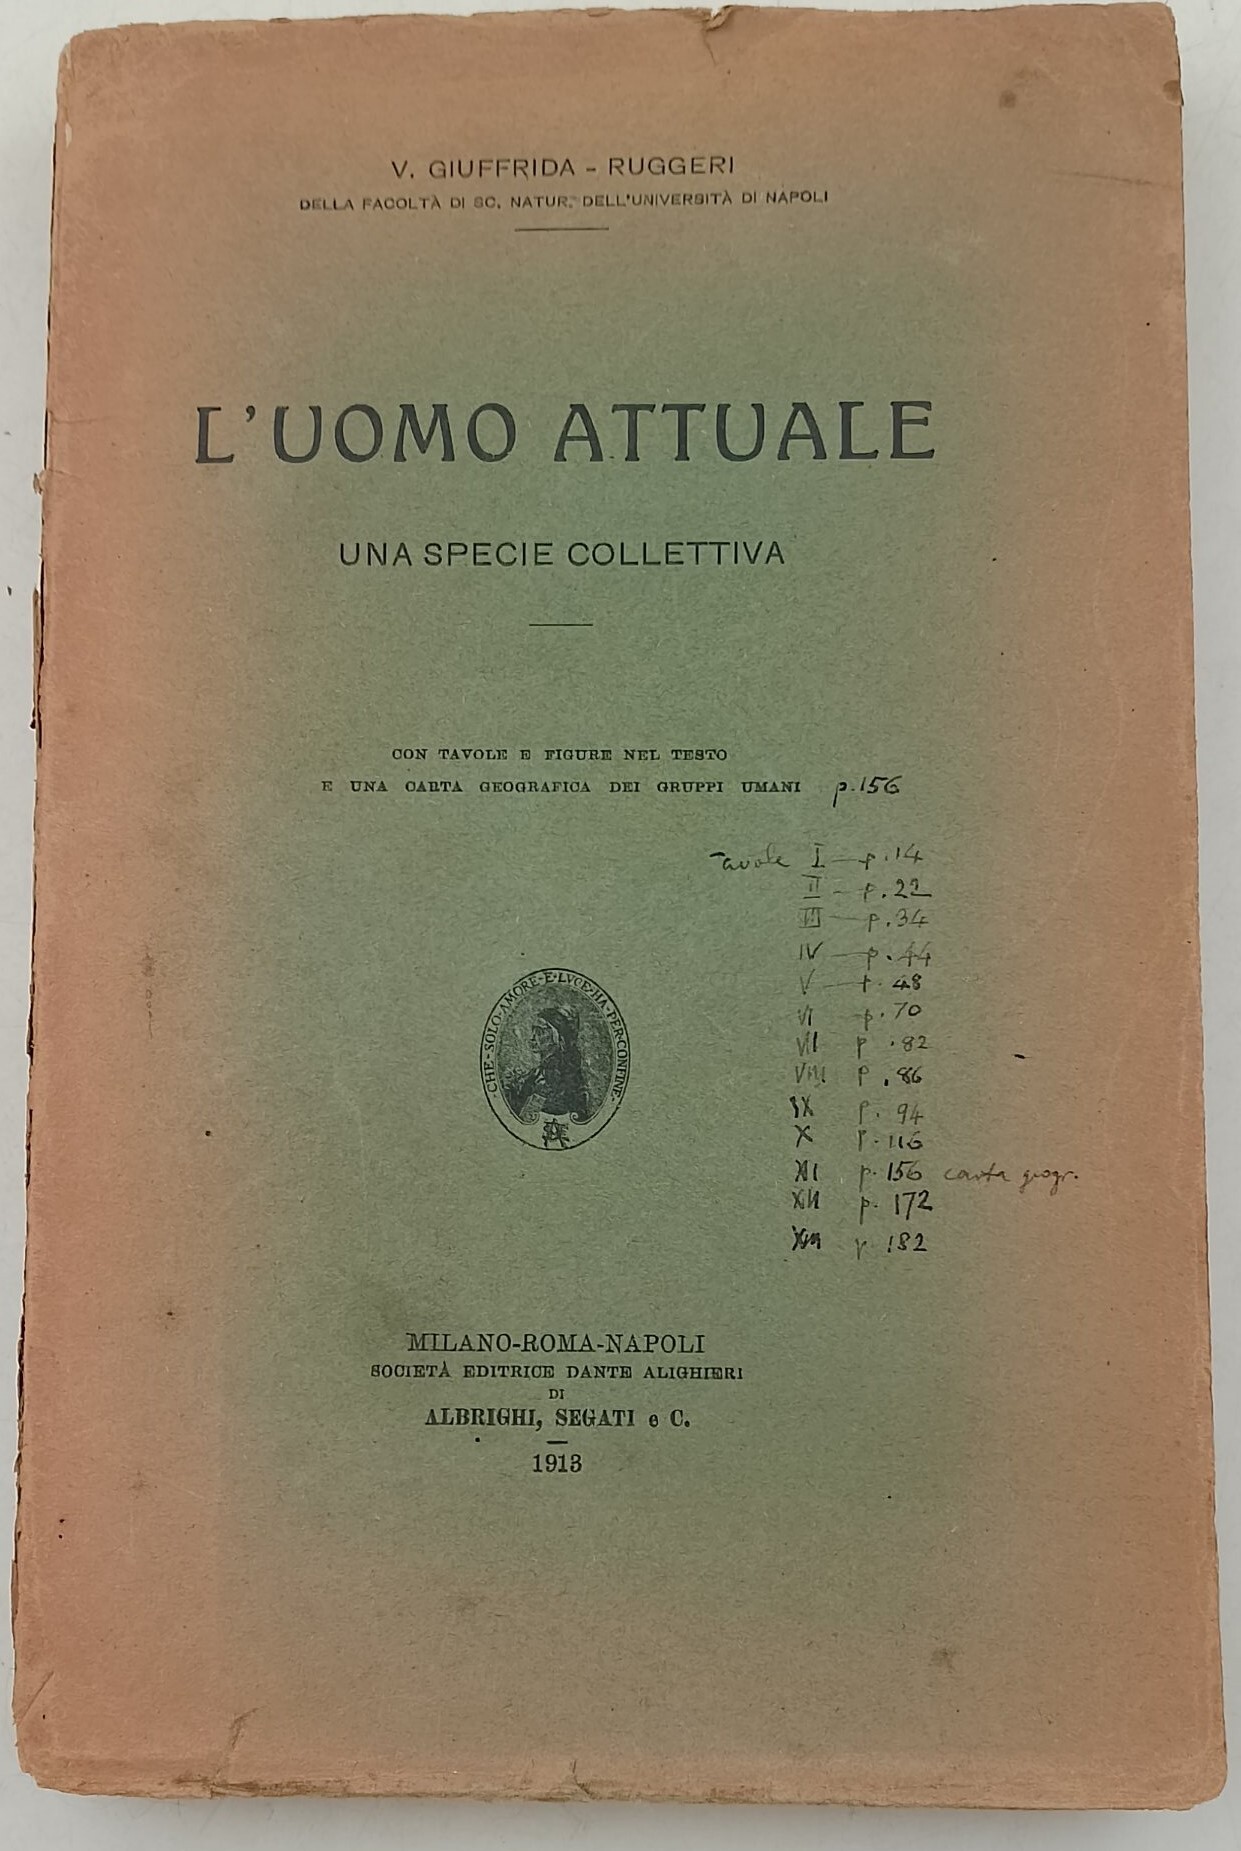 V. GIUFFRIDA - RUGGERI
DELLA FACOLTÀ DI SC. NATUR. DELL'UNIVERSITÀ DI NAPOLI
L'UOMO ATTUALE
UNA SPECIE COLLETTIVA
CON TAVOLE E FIGURE NEL TESTO
E UNA CARTA GEOGRAFICA DEI GRUPPI UMANI p.156
Tavole I — p.14
II — p.22
III — p.34
IV — p.44
V — p.48
VI p.70
VII p.82
VIII p.86
IX p.94
X p.116
XI p.156 carta geogr.
XII p.172
XIII p.182
·CHE·SOLO·AMORE·E·LVCE·HA·PER·CONFINE·
MILANO-ROMA-NAPOLI
SOCIETÀ EDITRICE DANTE ALIGHIERI
DI
ALBRIGHI, SEGATI e C.
1913